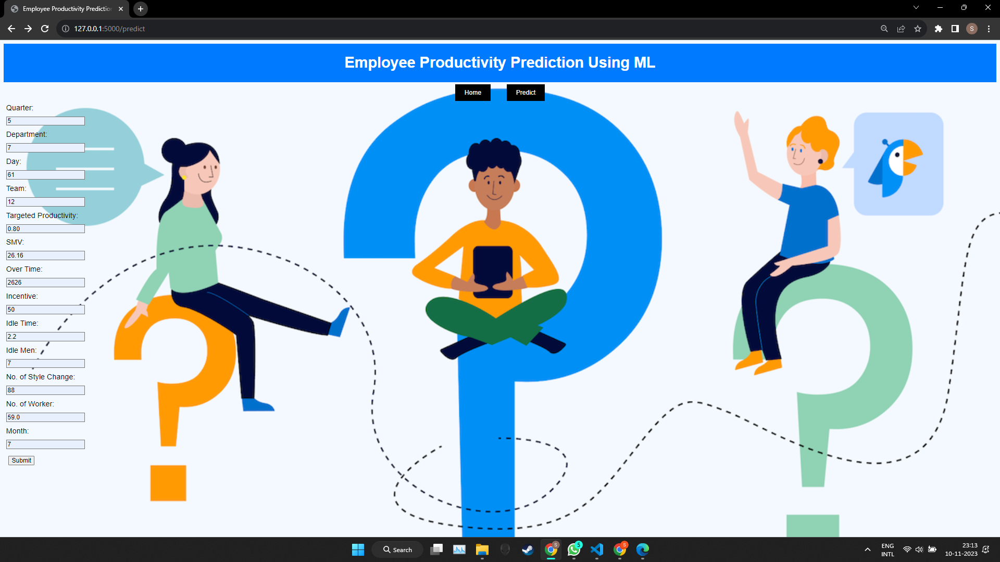 Employee Productivity Prediction
127.0.0.1:5000/predict
S
Employee Productivity Prediction Using ML
Home
Predict
Quarter:
5
Department:
7
Day:
61
Team:
12
Targeted Productivity:
0.80
SMV:
26.16
Over Time:
2626
Incentive:
50
Idle Time:
2.2
Idle Men:
7
No. of Style Change:
88
No. of Worker:
59.0
Month:
7
Submit
Search
S
5
S
ENG
INTL
23:13
10-11-2023